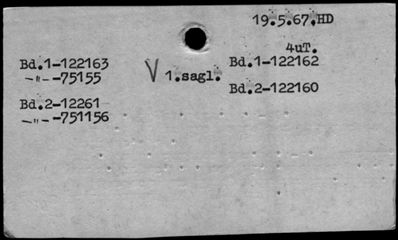 19.5.67.HD
4uT.
Bd.1-122163
-"- -75155
Bd.2-12261
-"- -751156
V 1.sagl.
Bd.1-122162
Bd.2-122160